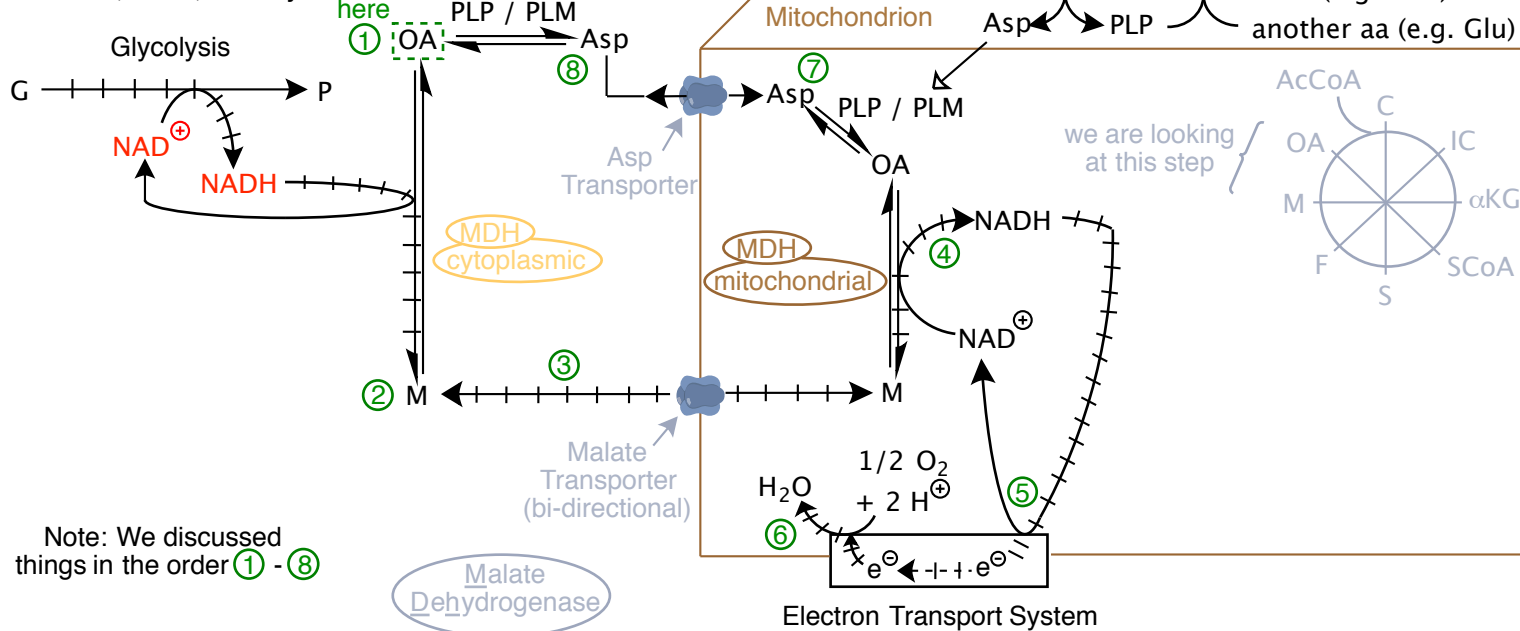 here
PLP / PLM
Mitochondrion
Asp
PLP
another aa (e.g. Glu)
Glycolysis
1
OA
Asp
8
7
G
P
Asp
PLP / PLM
AcCoA
C
NAD+
we are looking
at this step
OA
IC
Asp
Transporter
OA
NADH
M
αKG
MDH
cytoplasmic
MDH
mitochondrial
NADH
4
F
SCoA
S
NAD+
3
2
M
M
Malate
Transporter
(bi-directional)
1/2 O2
+ 2 H+
H2O
5
6
Note: We discussed
things in the order 1 - 8
e-
e-
Malate
Dehydrogenase
Electron Transport System